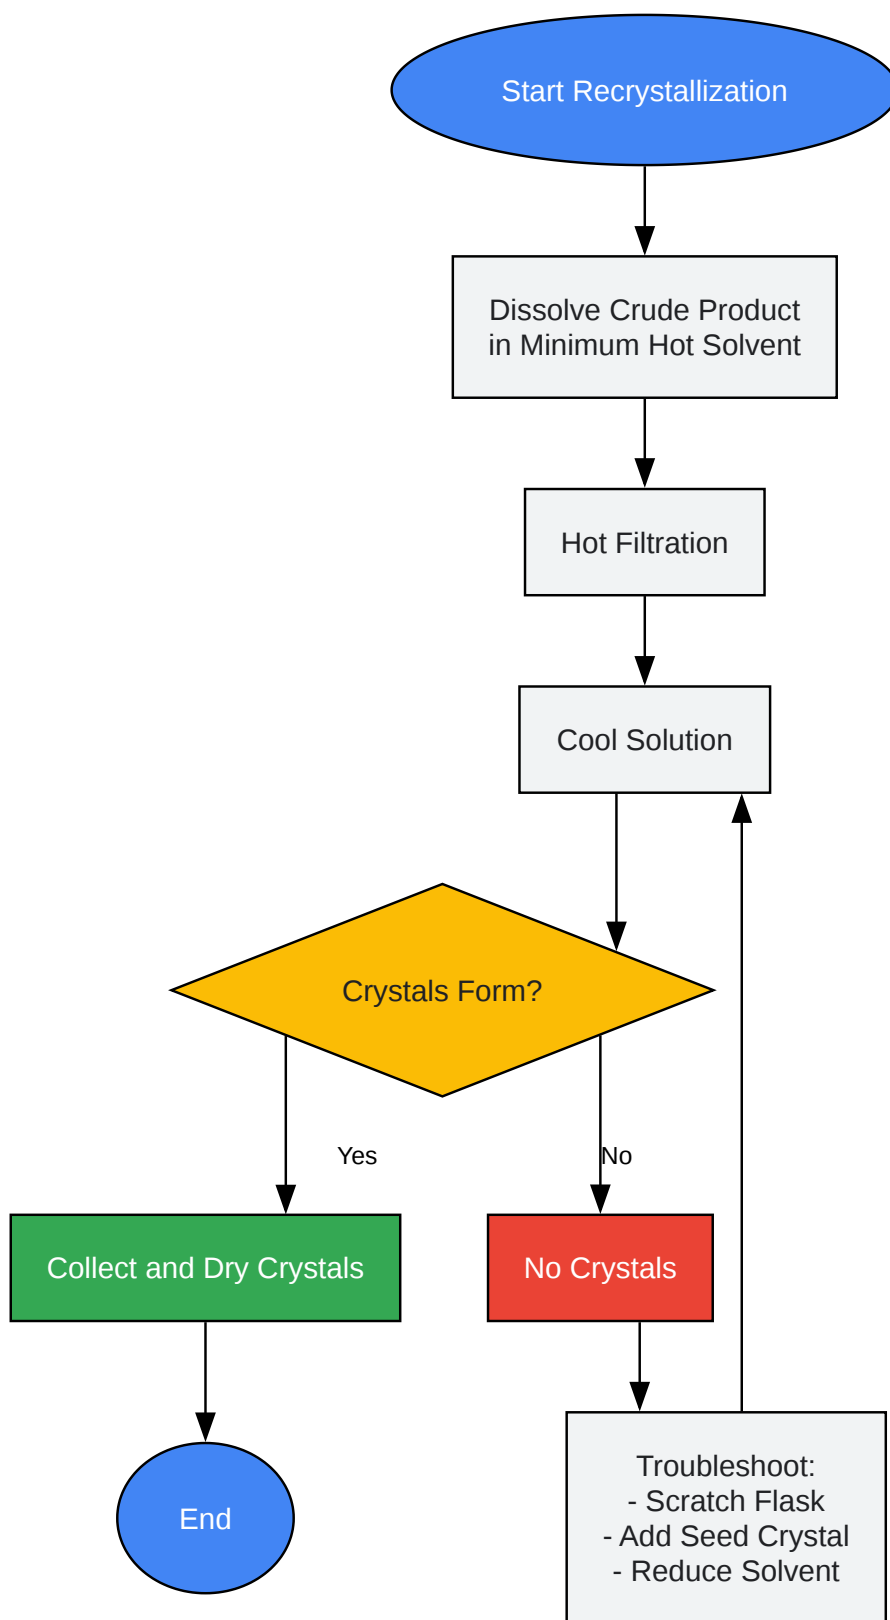 Start Recrystallization
Dissolve Crude Product
in Minimum Hot Solvent
Hot Filtration
Cool Solution
Crystals Form?
Yes
No
Collect and Dry Crystals
No Crystals
End
Troubleshoot:
- Scratch Flask
- Add Seed Crystal
- Reduce Solvent